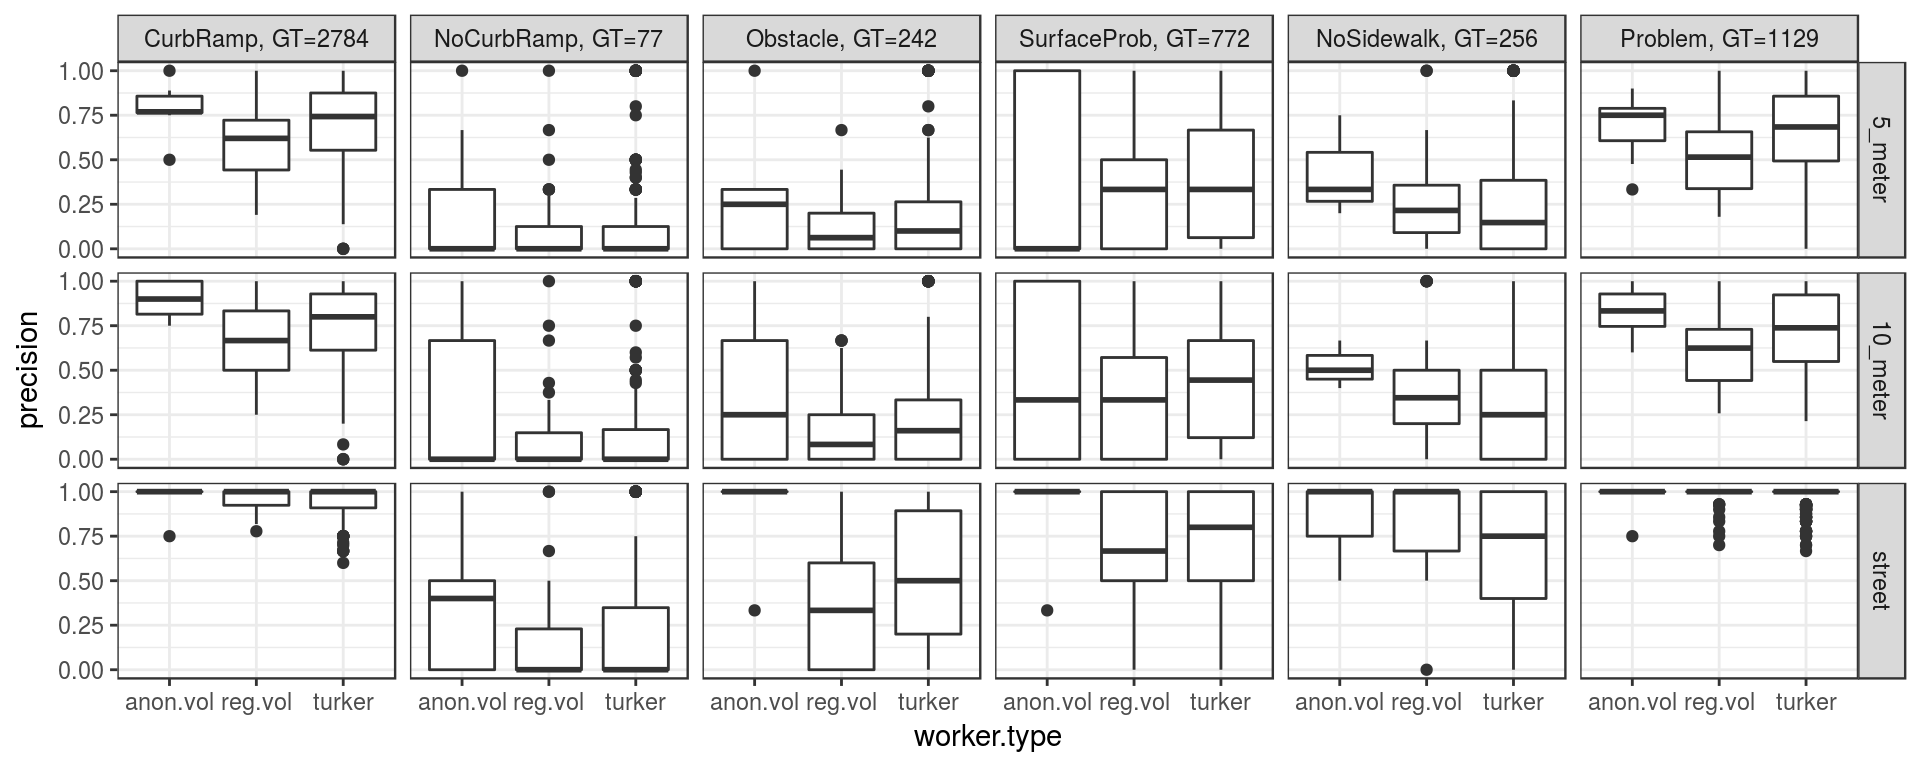 CurbRamp, GT=2784 NoCurbRamp, GT=77 Obstacle, GT=242 SurfaceProb, GT=772 NoSidewalk, GT=256 Problem, GT=1129
precision
1.00
0.75
0.50
0.25
0.00
5_meter
1.00
0.75
0.50
0.25
0.00
10_meter
1.00
0.75
0.50
0.25
0.00
street
anon.vol reg.vol turker anon.vol reg.vol turker anon.vol reg.vol turker anon.vol reg.vol turker anon.vol reg.vol turker anon.vol reg.vol turker
worker.type